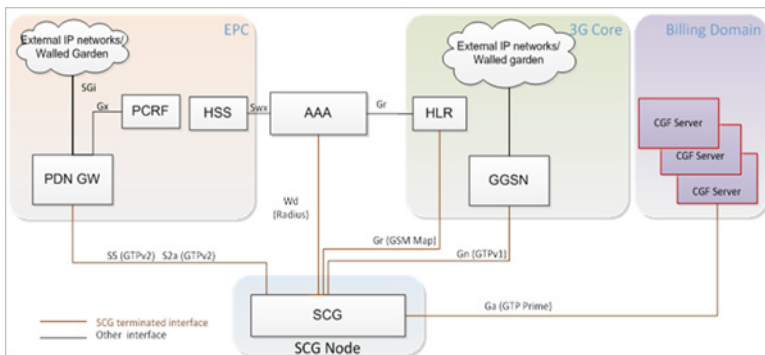 EPC
3G Core
Billing Domain
External IP networks/
Walled Garden
External IP networks/
Walled garden
SGi
Gx
PCRF
HSS
Swx
AAA
Gr
HLR
CGF Server
CGF Server
CGF Server
PDN GW
GGSN
Wd
(Radius)
Gr (GSM Map)
S5 (GTPv2) S2a (GTPv2)
Gn (GTPv1)
Ga (GTP Prime)
SCG
SCG Node
SCG terminated interface
Other interface